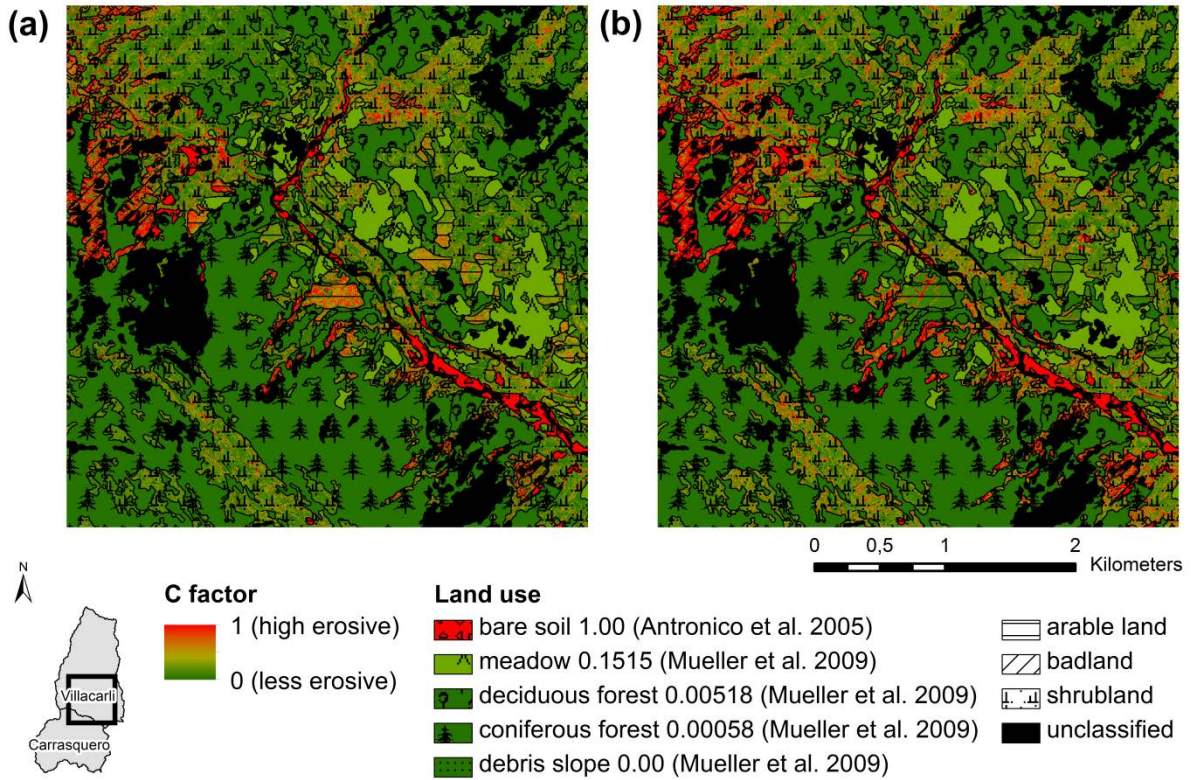 (a)
(b)
0 0,5 1 2
Kilometers
N
Villacarli
Carrasquero
C factor
1 (high erosive)
0 (less erosive)
Land use
bare soil 1.00 (Antronico et al. 2005)
meadow 0.1515 (Mueller et al. 2009)
deciduous forest 0.00518 (Mueller et al. 2009)
coniferous forest 0.00058 (Mueller et al. 2009)
debris slope 0.00 (Mueller et al. 2009)
arable land
badland
shrubland
unclassified